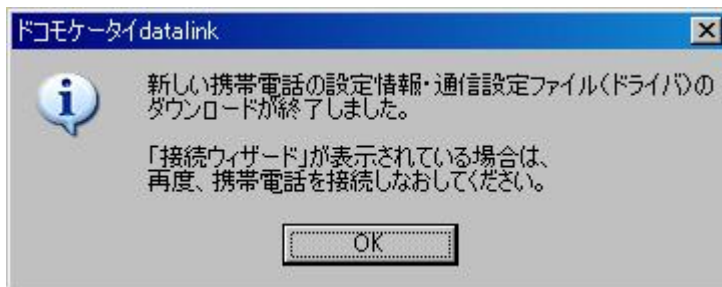 ドコモケータイdatalink
新しい携帯電話の設定情報・通信設定ファイル(ドライバ)の
ダウンロードが終了しました。
「接続ウィザード」が表示されている場合は、
再度、携帯電話を接続しなおしてください。
OK